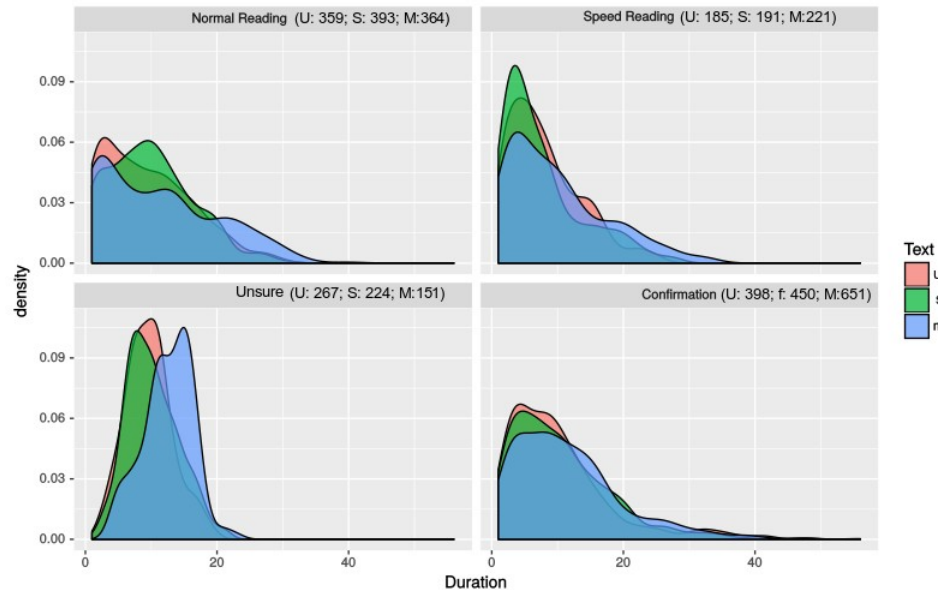 Normal Reading (U: 359; S: 393; M:364)
Speed Reading (U: 185; S: 191; M:221)
0.09
0.06
0.03
0.00
density
Text
U
S
m
Unsure (U: 267; S: 224; M:151)
Confirmation (U: 398; f: 450; M:651)
0.09
0.06
0.03
0.00
0 20 40
0 20 40
Duration